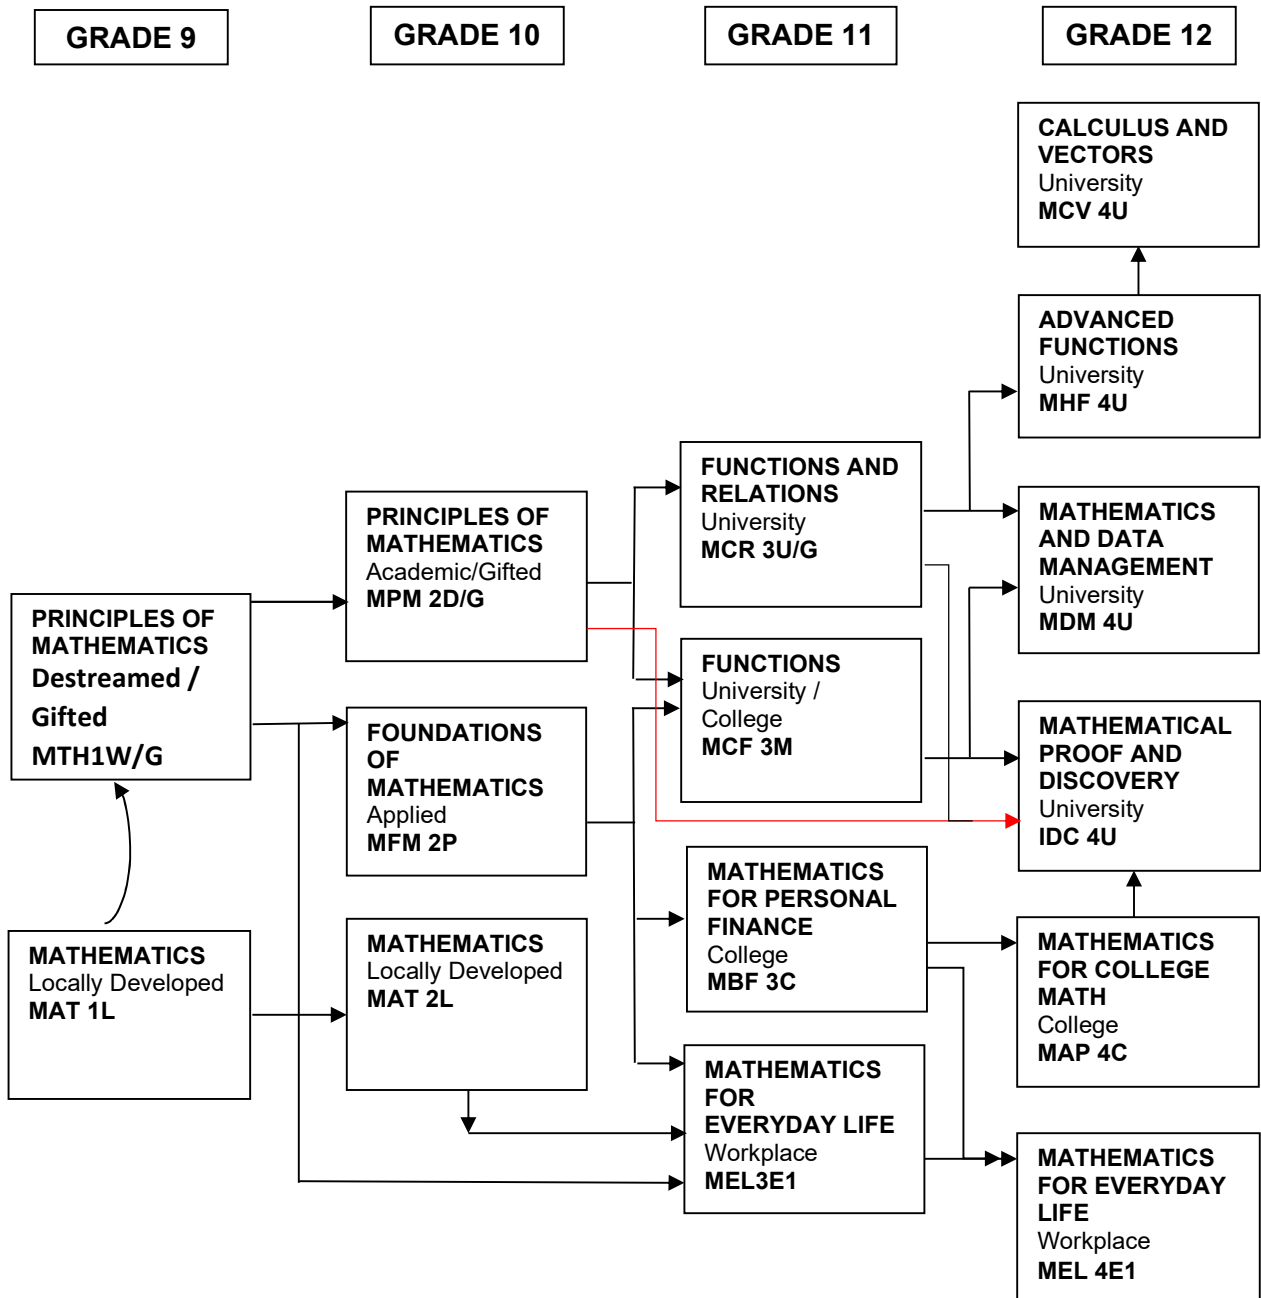 GRADE 9
GRADE 10
GRADE 11
GRADE 12
PRINCIPLES OF
MATHEMATICS
Destreamed /
Gifted
MTH1W/G
MATHEMATICS
Locally Developed
MAT 1L
PRINCIPLES OF
MATHEMATICS
Academic/Gifted
MPM 2D/G
FOUNDATIONS
OF
MATHEMATICS
Applied
MFM 2P
MATHEMATICS
Locally Developed
MAT 2L
FUNCTIONS AND
RELATIONS
University
MCR 3U/G
FUNCTIONS
University /
College
MCF 3M
MATHEMATICS
FOR PERSONAL
FINANCE
College
MBF 3C
MATHEMATICS
FOR
EVERYDAY LIFE
Workplace
MEL3E1
CALCULUS AND
VECTORS
University
MCV 4U
ADVANCED
FUNCTIONS
University
MHF 4U
MATHEMATICS
AND DATA
MANAGEMENT
University
MDM 4U
MATHEMATICAL
PROOF AND
DISCOVERY
University
IDC 4U
MATHEMATICS
FOR COLLEGE
MATH
College
MAP 4C
MATHEMATICS
FOR EVERYDAY
LIFE
Workplace
MEL 4E1